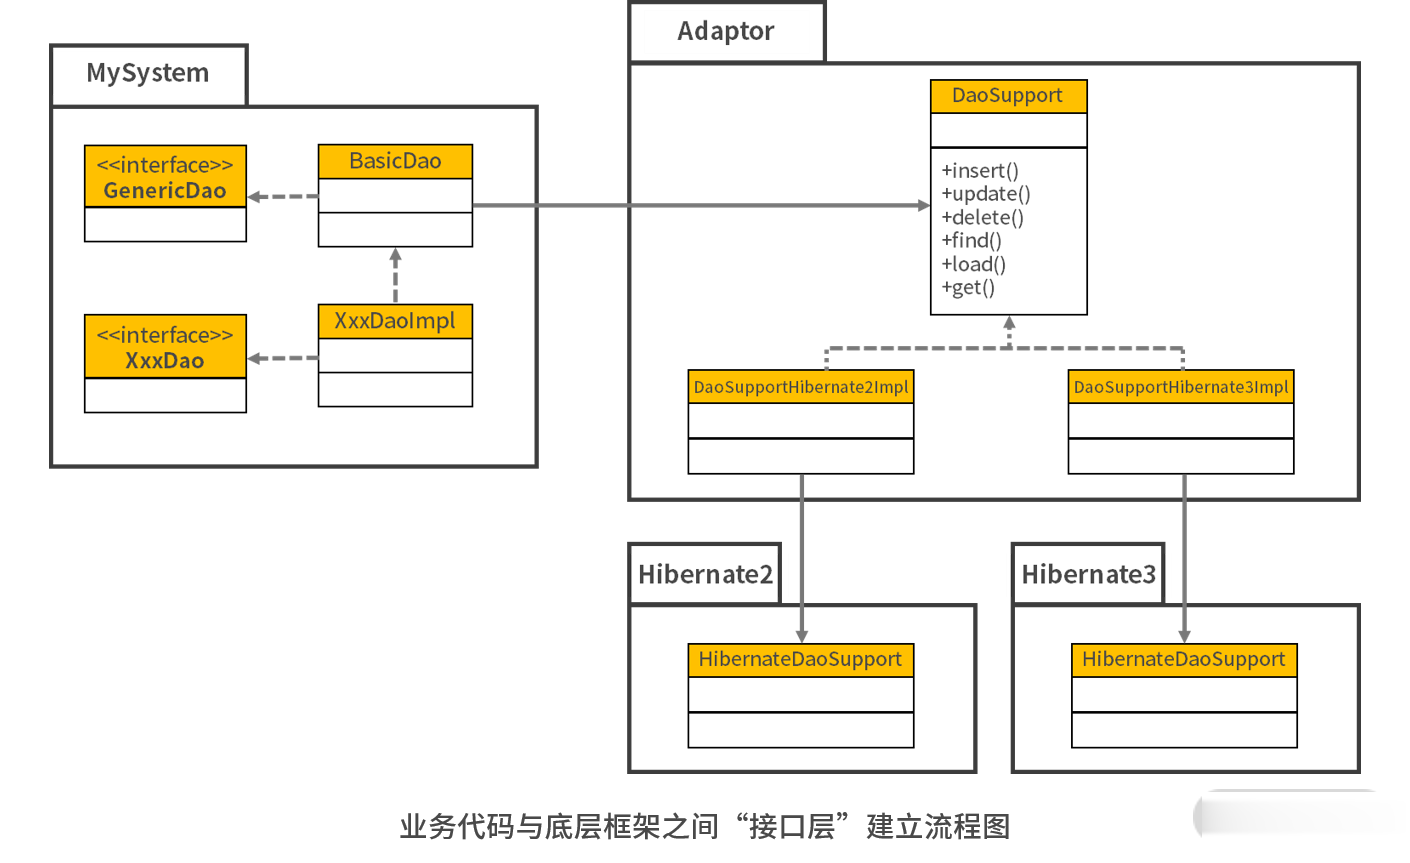 MySystem
<<interface>>
GenericDao
BasicDao
<<interface>>
XxxDao
XxxDaoImpl
Adaptor
DaoSupport
+insert()
+update()
+delete()
+find()
+load()
+get()
DaoSupportHibernate2Impl
DaoSupportHibernate3Impl
Hibernate2
HibernateDaoSupport
Hibernate3
HibernateDaoSupport
业务代码与底层框架之间“接口层”建立流程图